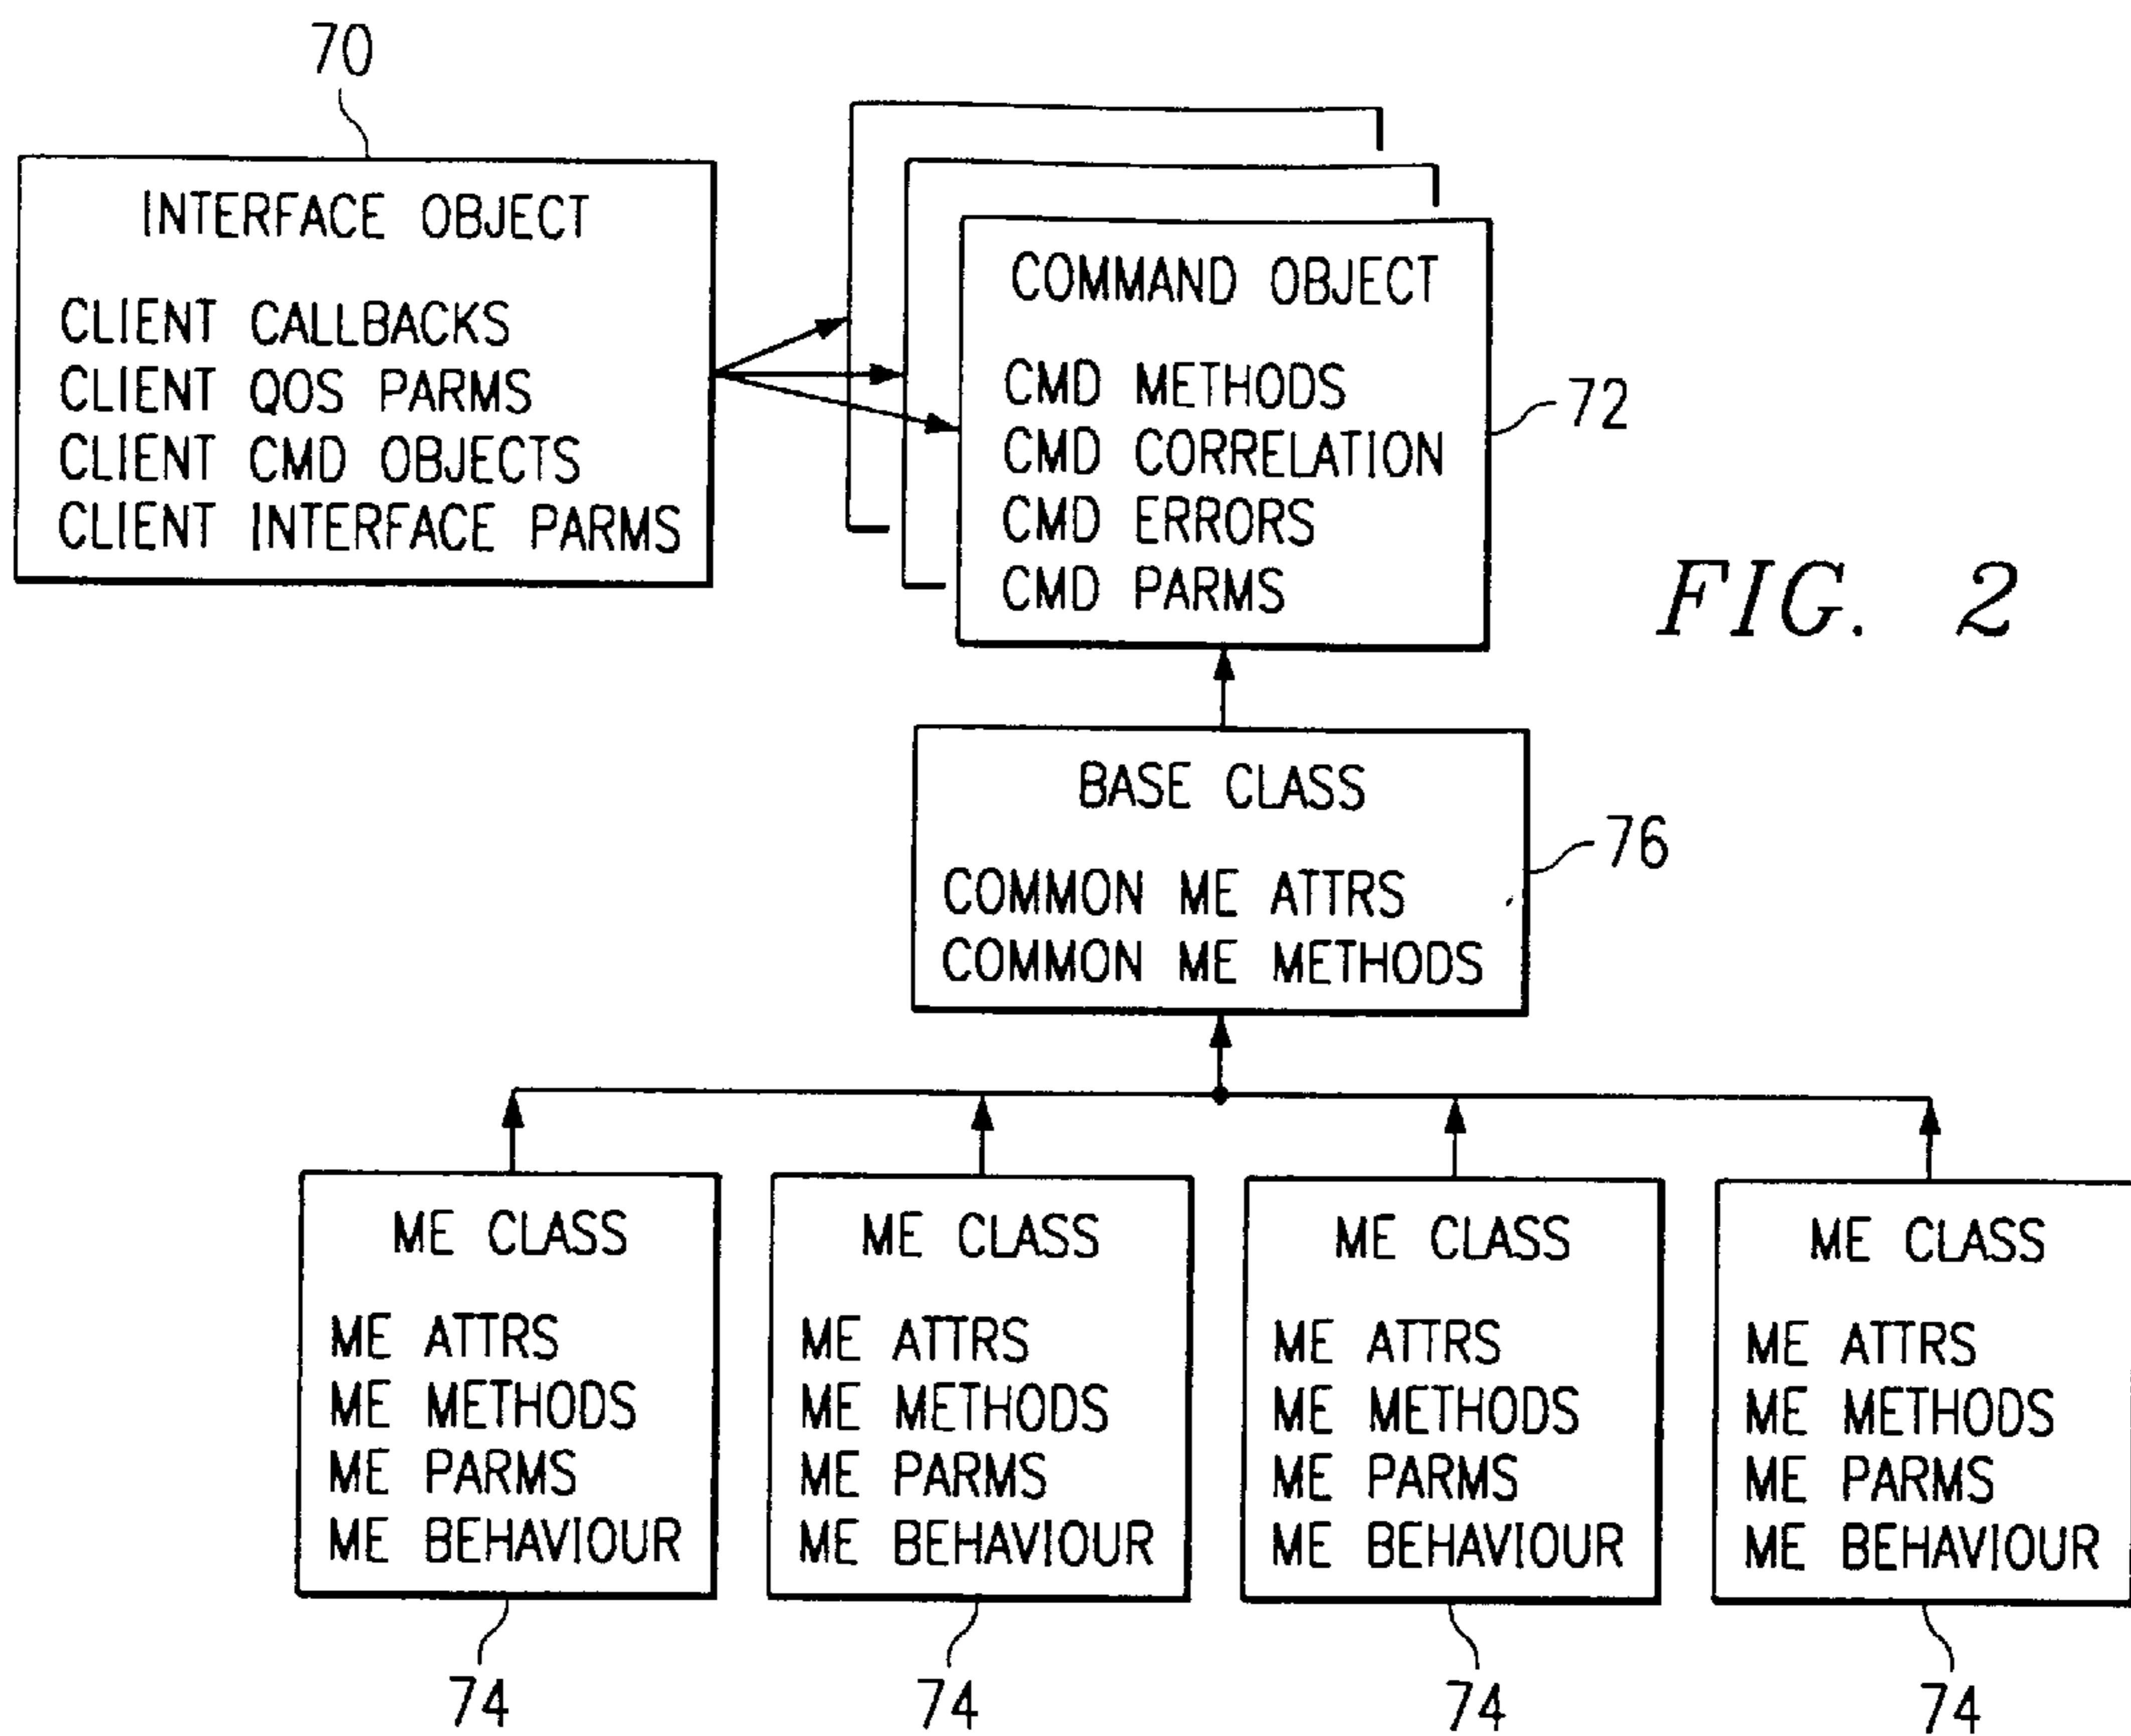 70
INTERFACE OBJECT
CLIENT CALLBACKS
CLIENT QOS PARMS
CLIENT CMD OBJECTS
CLIENT INTERFACE PARMS
COMMAND OBJECT
CMD METHODS
CMD CORRELATION
CMD ERRORS
CMD PARMS
72
FIG. 2
BASE CLASS
COMMON ME ATTRS
COMMON ME METHODS
76
ME CLASS
ME ATTRS
ME METHODS
ME PARMS
ME BEHAVIOUR
74
ME CLASS
ME ATTRS
ME METHODS
ME PARMS
ME BEHAVIOUR
74
ME CLASS
ME ATTRS
ME METHODS
ME PARMS
ME BEHAVIOUR
74
ME CLASS
ME ATTRS
ME METHODS
ME PARMS
ME BEHAVIOUR
74